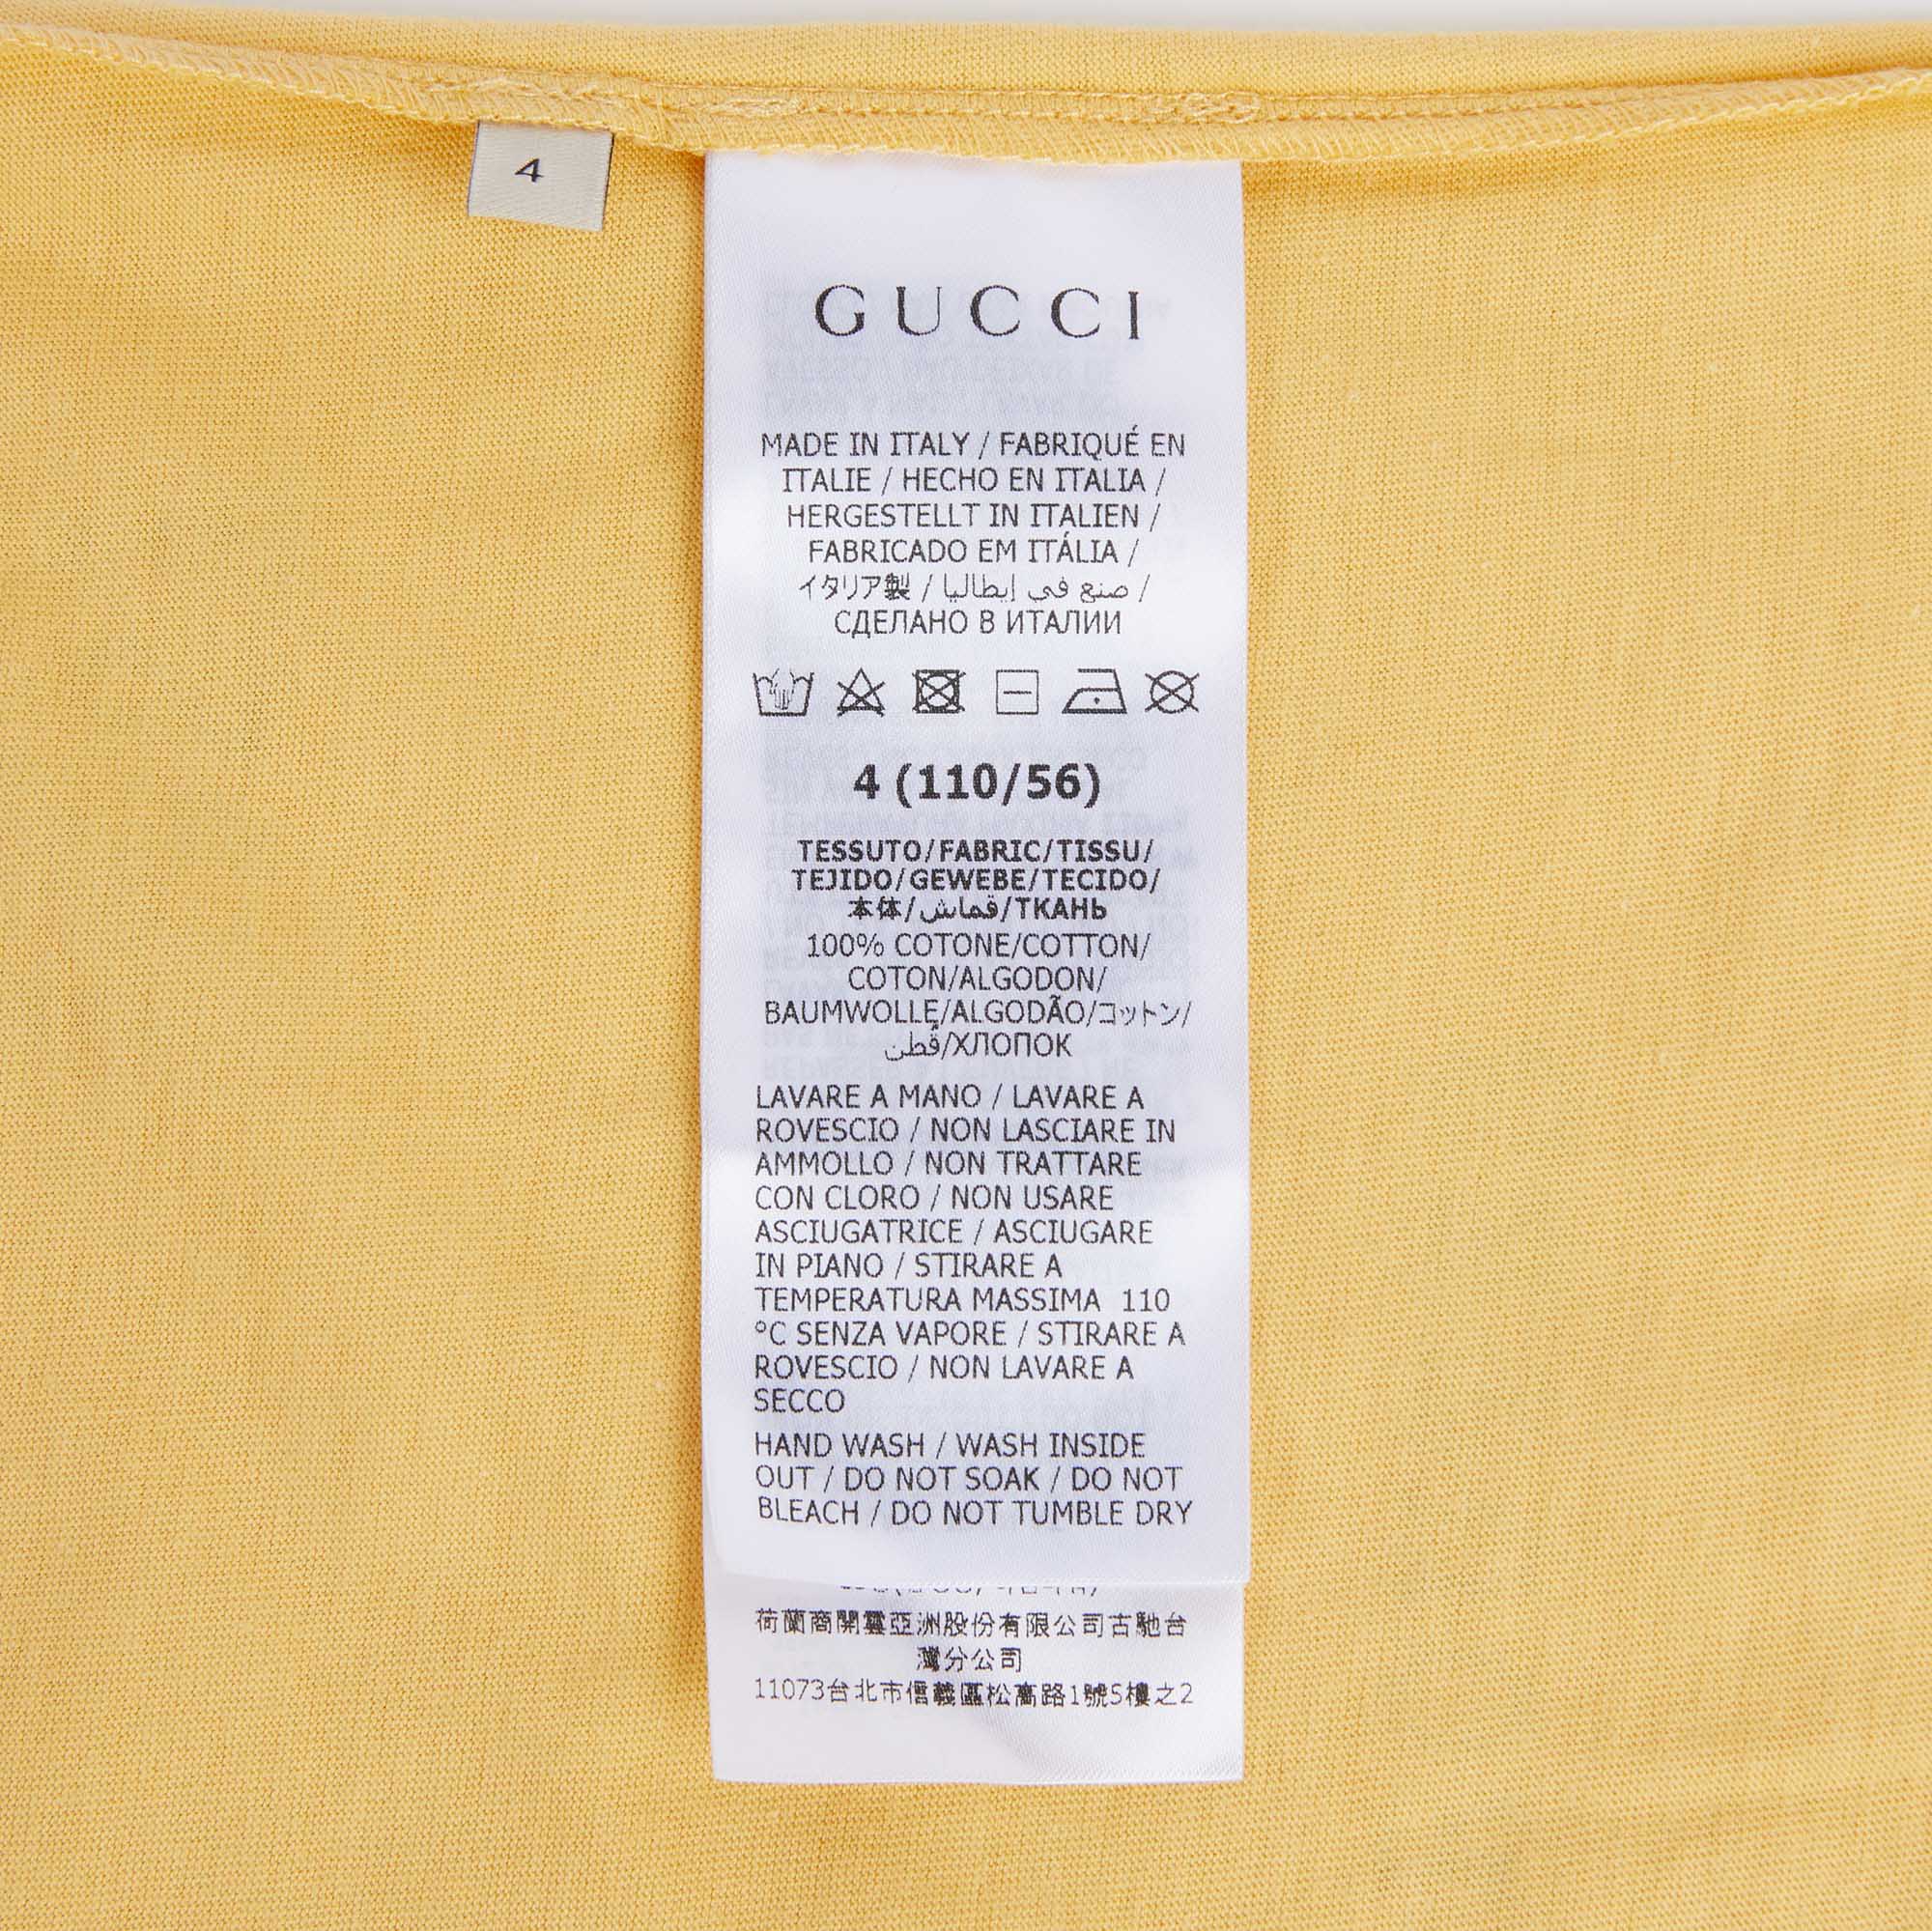 4
GUCCI
MADE IN ITALY / FABRIQUÉ EN
ITALIE / HECHO EN ITALIA /
HERGESTELLT IN ITALIEN /
FABRICADO EM ITÁLIA /
イタリア製 / صنع في إيطاليا /
СДЕЛАНО В ИТАЛИИ
4 (110/56)
TESSUTO/FABRIC/TISSU/
TEJIDO/GEWEBE/TECIDO/
本体/قماش/ТКАНЬ
100% COTONE/COTTON/
COTON/ALGODON/
BAUMWOLLE/ALGODÃO/コットン/
قُطن/ХЛОПОК
LAVARE A MANO / LAVARE A
ROVESCIO / NON LASCIARE IN
AMMOLLO / NON TRATTARE
CON CLORO / NON USARE
ASCIUGATRICE / ASCIUGARE
IN PIANO / STIRARE A
TEMPERATURA MASSIMA 110
°C SENZA VAPORE / STIRARE A
ROVESCIO / NON LAVARE A
SECCO
HAND WASH / WASH INSIDE
OUT / DO NOT SOAK / DO NOT
BLEACH / DO NOT TUMBLE DRY
荷蘭商開雲亞洲股份有限公司古馳台
灣分公司
11073台北市信義區松高路1號5樓之2